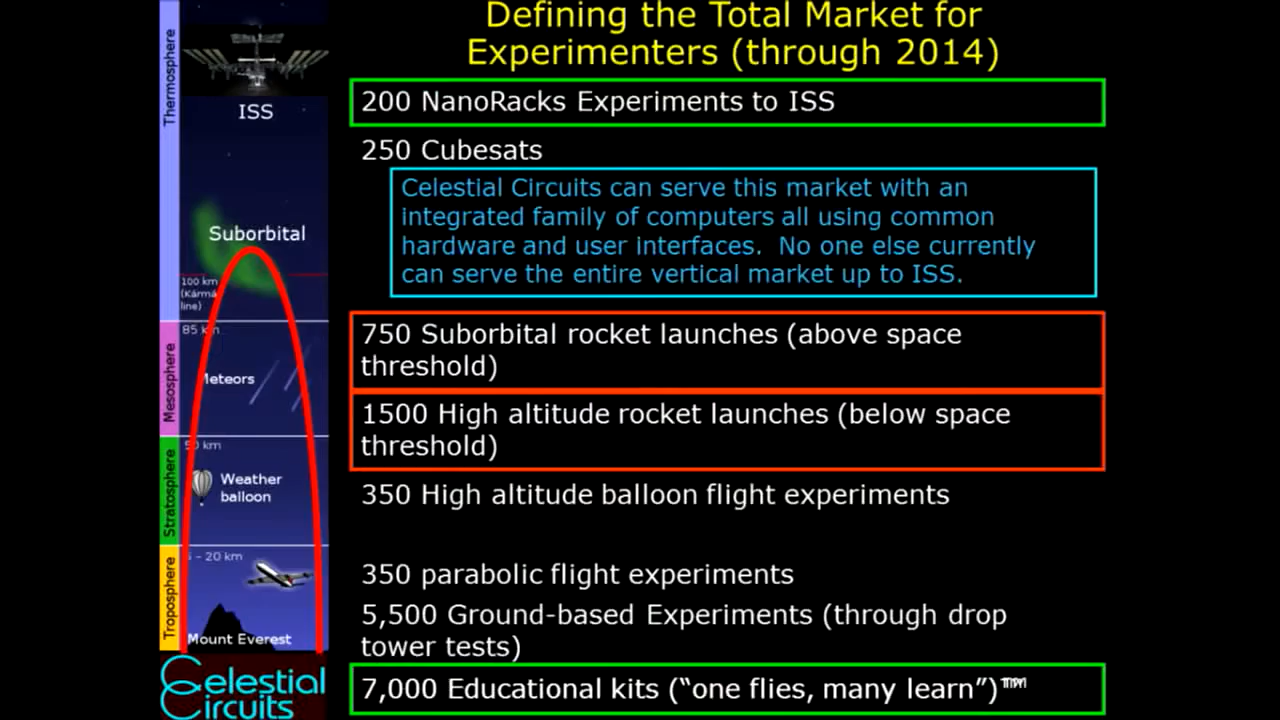 Defining the Total Market for
Experimenters (through 2014)
200 NanoRacks Experiments to ISS
250 Cubesats
Celestial Circuits can serve this market with an
integrated family of computers all using common
hardware and user interfaces. No one else currently
can serve the entire vertical market up to ISS.
750 Suborbital rocket launches (above space
threshold)
1500 High altitude rocket launches (below space
threshold)
350 High altitude balloon flight experiments
350 parabolic flight experiments
5,500 Ground-based Experiments (through drop
tower tests)
7,000 Educational kits (“one flies, many learn”)™
Thermosphere
ISS
Suborbital
100 km
(Kármá
line)
85 km
Mesosphere
Meteors
50 km
Stratosphere
Weather
balloon
– 20 km
Troposphere
Mount Everest
Celestial
Circuits